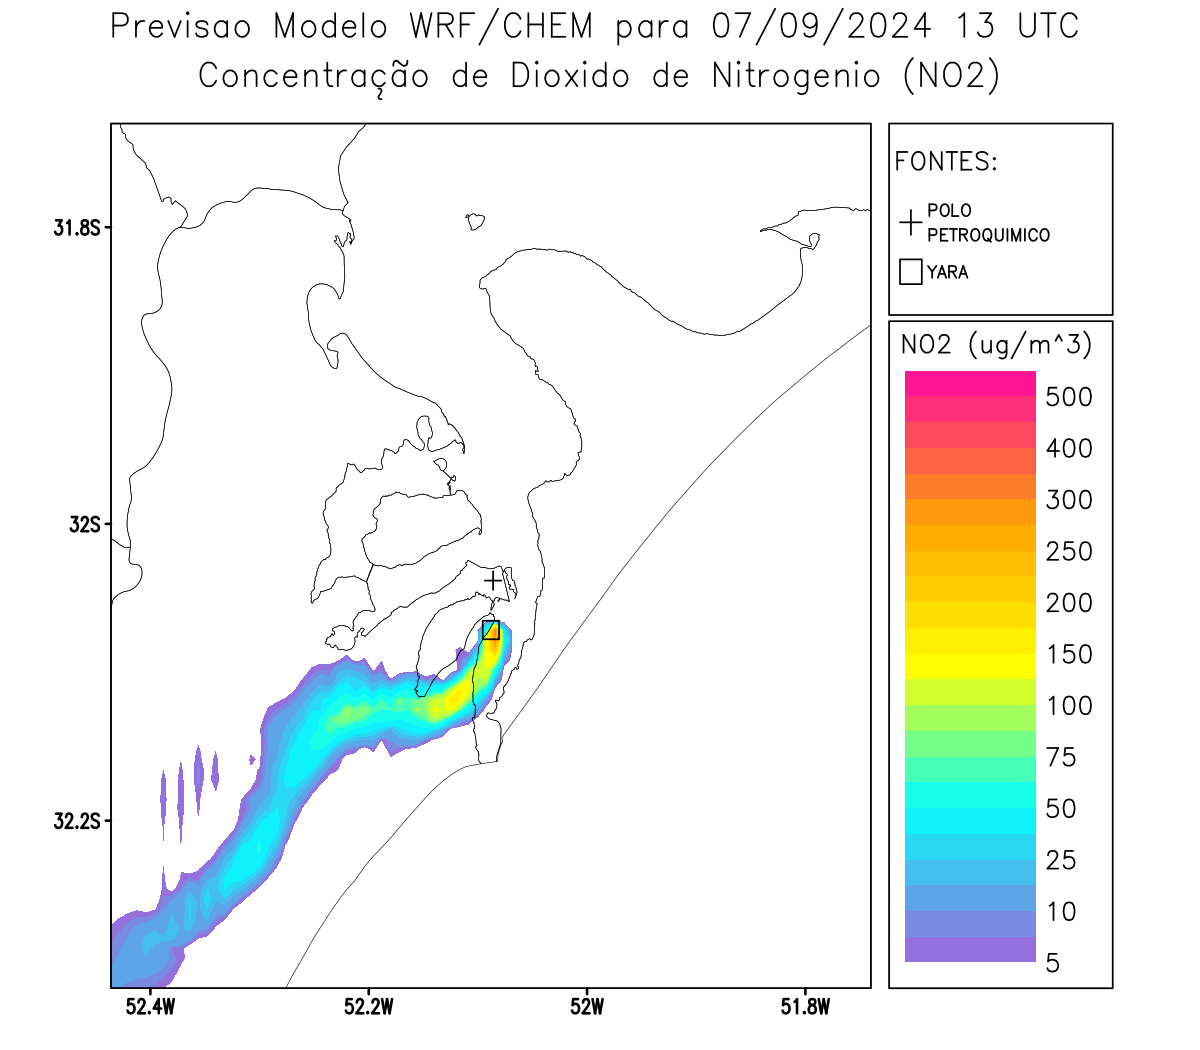 Previsao Modelo WRF/CHEM para 07/09/2024 13 UTC
Concentração de Dioxido de Nitrogenio (NO2)
FONTES:
POLO
PETROQUIMICO
YARA
NO2 (ug/m^3)
500
400
300
250
200
150
100
75
50
25
10
5
31.8S
32S
32.2S
52.4W
52.2W
52W
51.8W